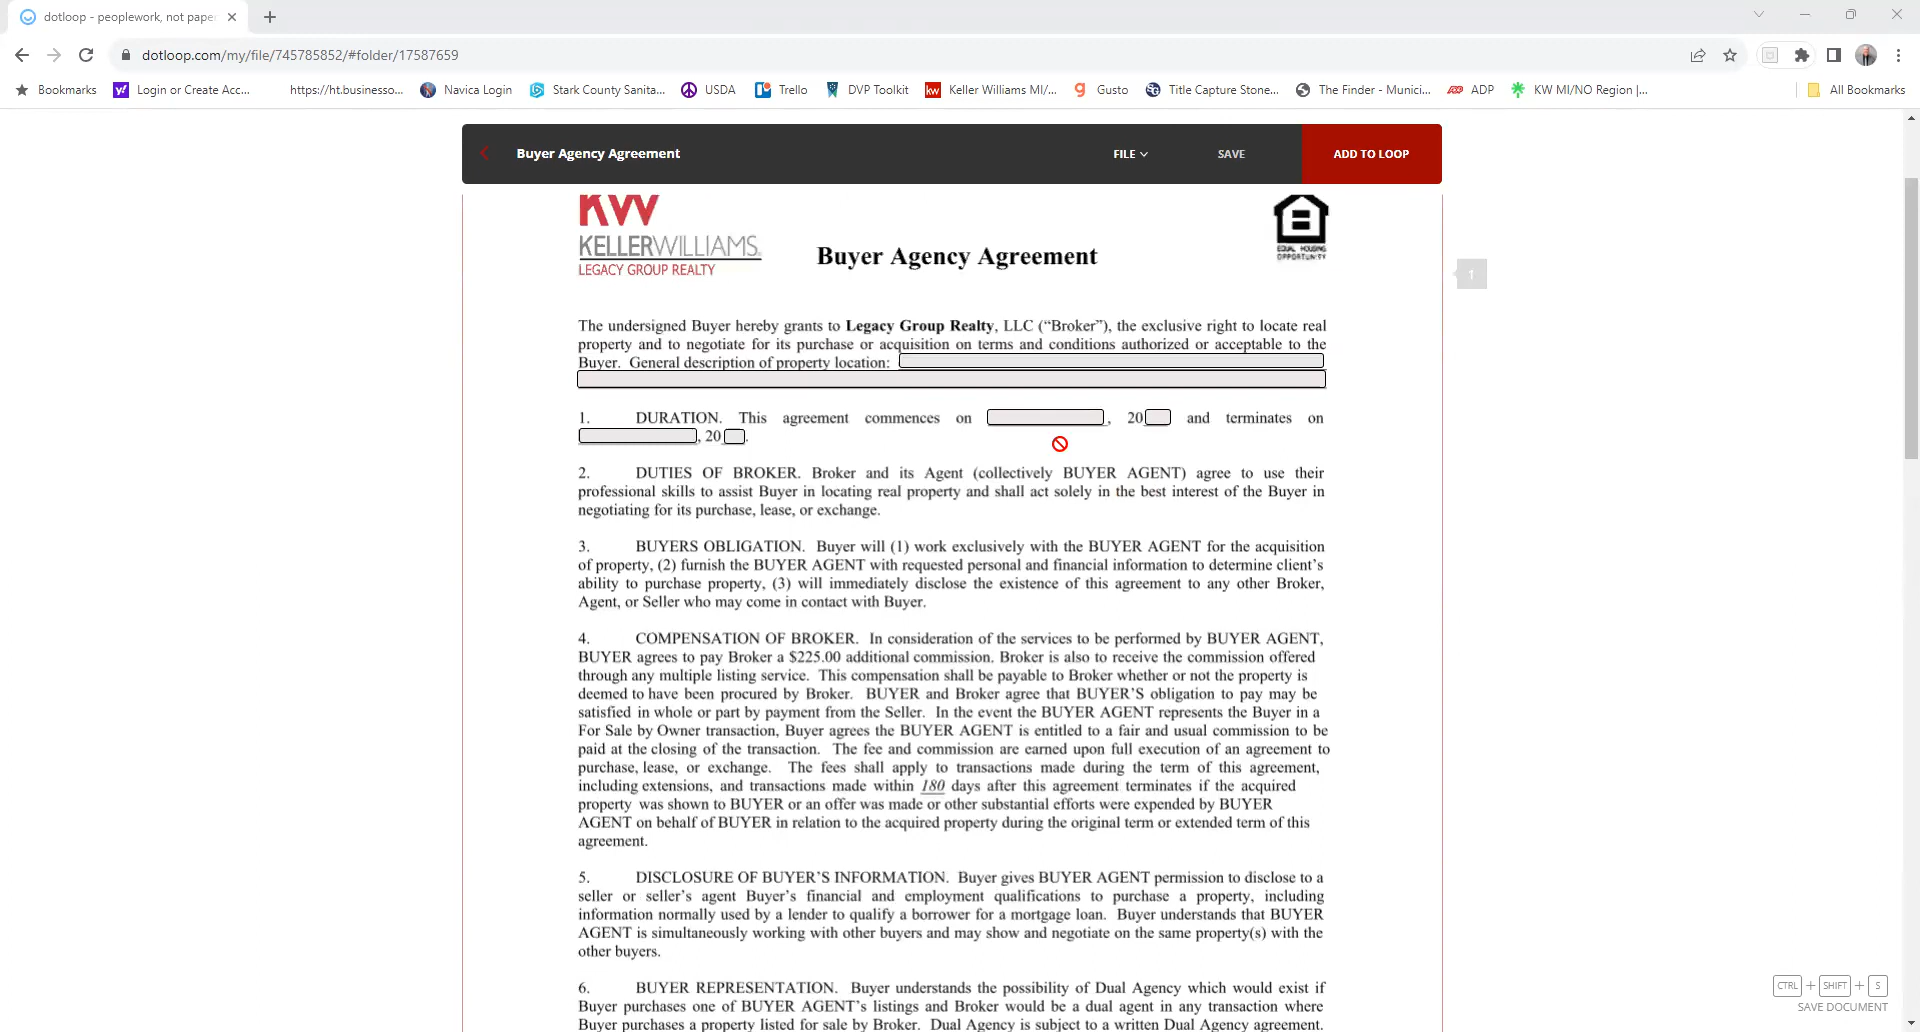 dotloop - peoplework, not paper
dotloop.com/my/file/745785852/#folder/17587659
Bookmarks
Login or Create Acc...
https://ht.businesso...
Navica Login
Stark County Sanita...
USDA
Trello
DVP Toolkit
kw
Keller Williams MI/...
Gusto
Title Capture Stone...
The Finder - Munici...
ADP
KW MI/NO Region |...
All Bookmarks
Buyer Agency Agreement
FILE
SAVE
ADD TO LOOP
KW
KELLERWILLIAMS.
LEGACY GROUP REALTY
Buyer Agency Agreement
EQUAL HOUSING
OPPORTUNITY
1
The undersigned Buyer hereby grants to Legacy Group Realty, LLC (“Broker”), the exclusive right to locate real
property and to negotiate for its purchase or acquisition on terms and conditions authorized or acceptable to the
Buyer. General description of property location:
1. DURATION. This agreement commences on , 20 and terminates on
, 20 .
2. DUTIES OF BROKER. Broker and its Agent (collectively BUYER AGENT) agree to use their
professional skills to assist Buyer in locating real property and shall act solely in the best interest of the Buyer in
negotiating for its purchase, lease, or exchange.
3. BUYERS OBLIGATION. Buyer will (1) work exclusively with the BUYER AGENT for the acquisition
of property, (2) furnish the BUYER AGENT with requested personal and financial information to determine client’s
ability to purchase property, (3) will immediately disclose the existence of this agreement to any other Broker,
Agent, or Seller who may come in contact with Buyer.
4. COMPENSATION OF BROKER. In consideration of the services to be performed by BUYER AGENT,
BUYER agrees to pay Broker a $225.00 additional commission. Broker is also to receive the commission offered
through any multiple listing service. This compensation shall be payable to Broker whether or not the property is
deemed to have been procured by Broker. BUYER and Broker agree that BUYER’S obligation to pay may be
satisfied in whole or part by payment from the Seller. In the event the BUYER AGENT represents the Buyer in a
For Sale by Owner transaction, Buyer agrees the BUYER AGENT is entitled to a fair and usual commission to be
paid at the closing of the transaction. The fee and commission are earned upon full execution of an agreement to
purchase, lease, or exchange. The fees shall apply to transactions made during the term of this agreement,
including extensions, and transactions made within 180 days after this agreement terminates if the acquired
property was shown to BUYER or an offer was made or other substantial efforts were expended by BUYER
AGENT on behalf of BUYER in relation to the acquired property during the original term or extended term of this
agreement.
5. DISCLOSURE OF BUYER’S INFORMATION. Buyer gives BUYER AGENT permission to disclose to a
seller or seller’s agent Buyer’s financial and employment qualifications to purchase a property, including
information normally used by a lender to qualify a borrower for a mortgage loan. Buyer understands that BUYER
AGENT is simultaneously working with other buyers and may show and negotiate on the same property(s) with the
other buyers.
6. BUYER REPRESENTATION. Buyer understands the possibility of Dual Agency which would exist if
Buyer purchases one of BUYER AGENT’s listings and Broker would be a dual agent in any transaction where
Buyer purchases a property listed for sale by Broker. Dual Agency is subject to a written Dual Agency agreement.
CTRL + SHIFT + S
SAVE DOCUMENT